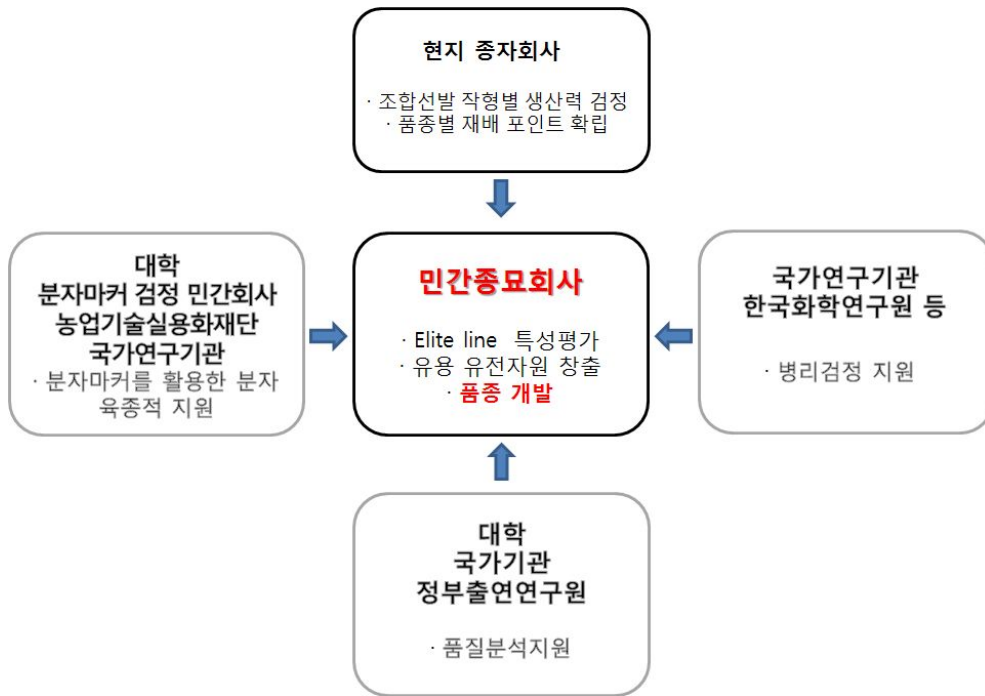 현지 종자회사
· 조합선발 작형별 생산력 검정
· 품종별 재배 포인트 확립
대학
분자마커 검정 민간회사
농업기술실용화재단
국가연구기관
· 분자마커를 활용한 분자
육종적 지원
민간종묘회사
· Elite line 특성평가
· 유용 유전자원 창출
· 품종 개발
국가연구기관
한국화학연구원 등
· 병리검정 지원
대학
국가기관
정부출연연구원
· 품질분석지원